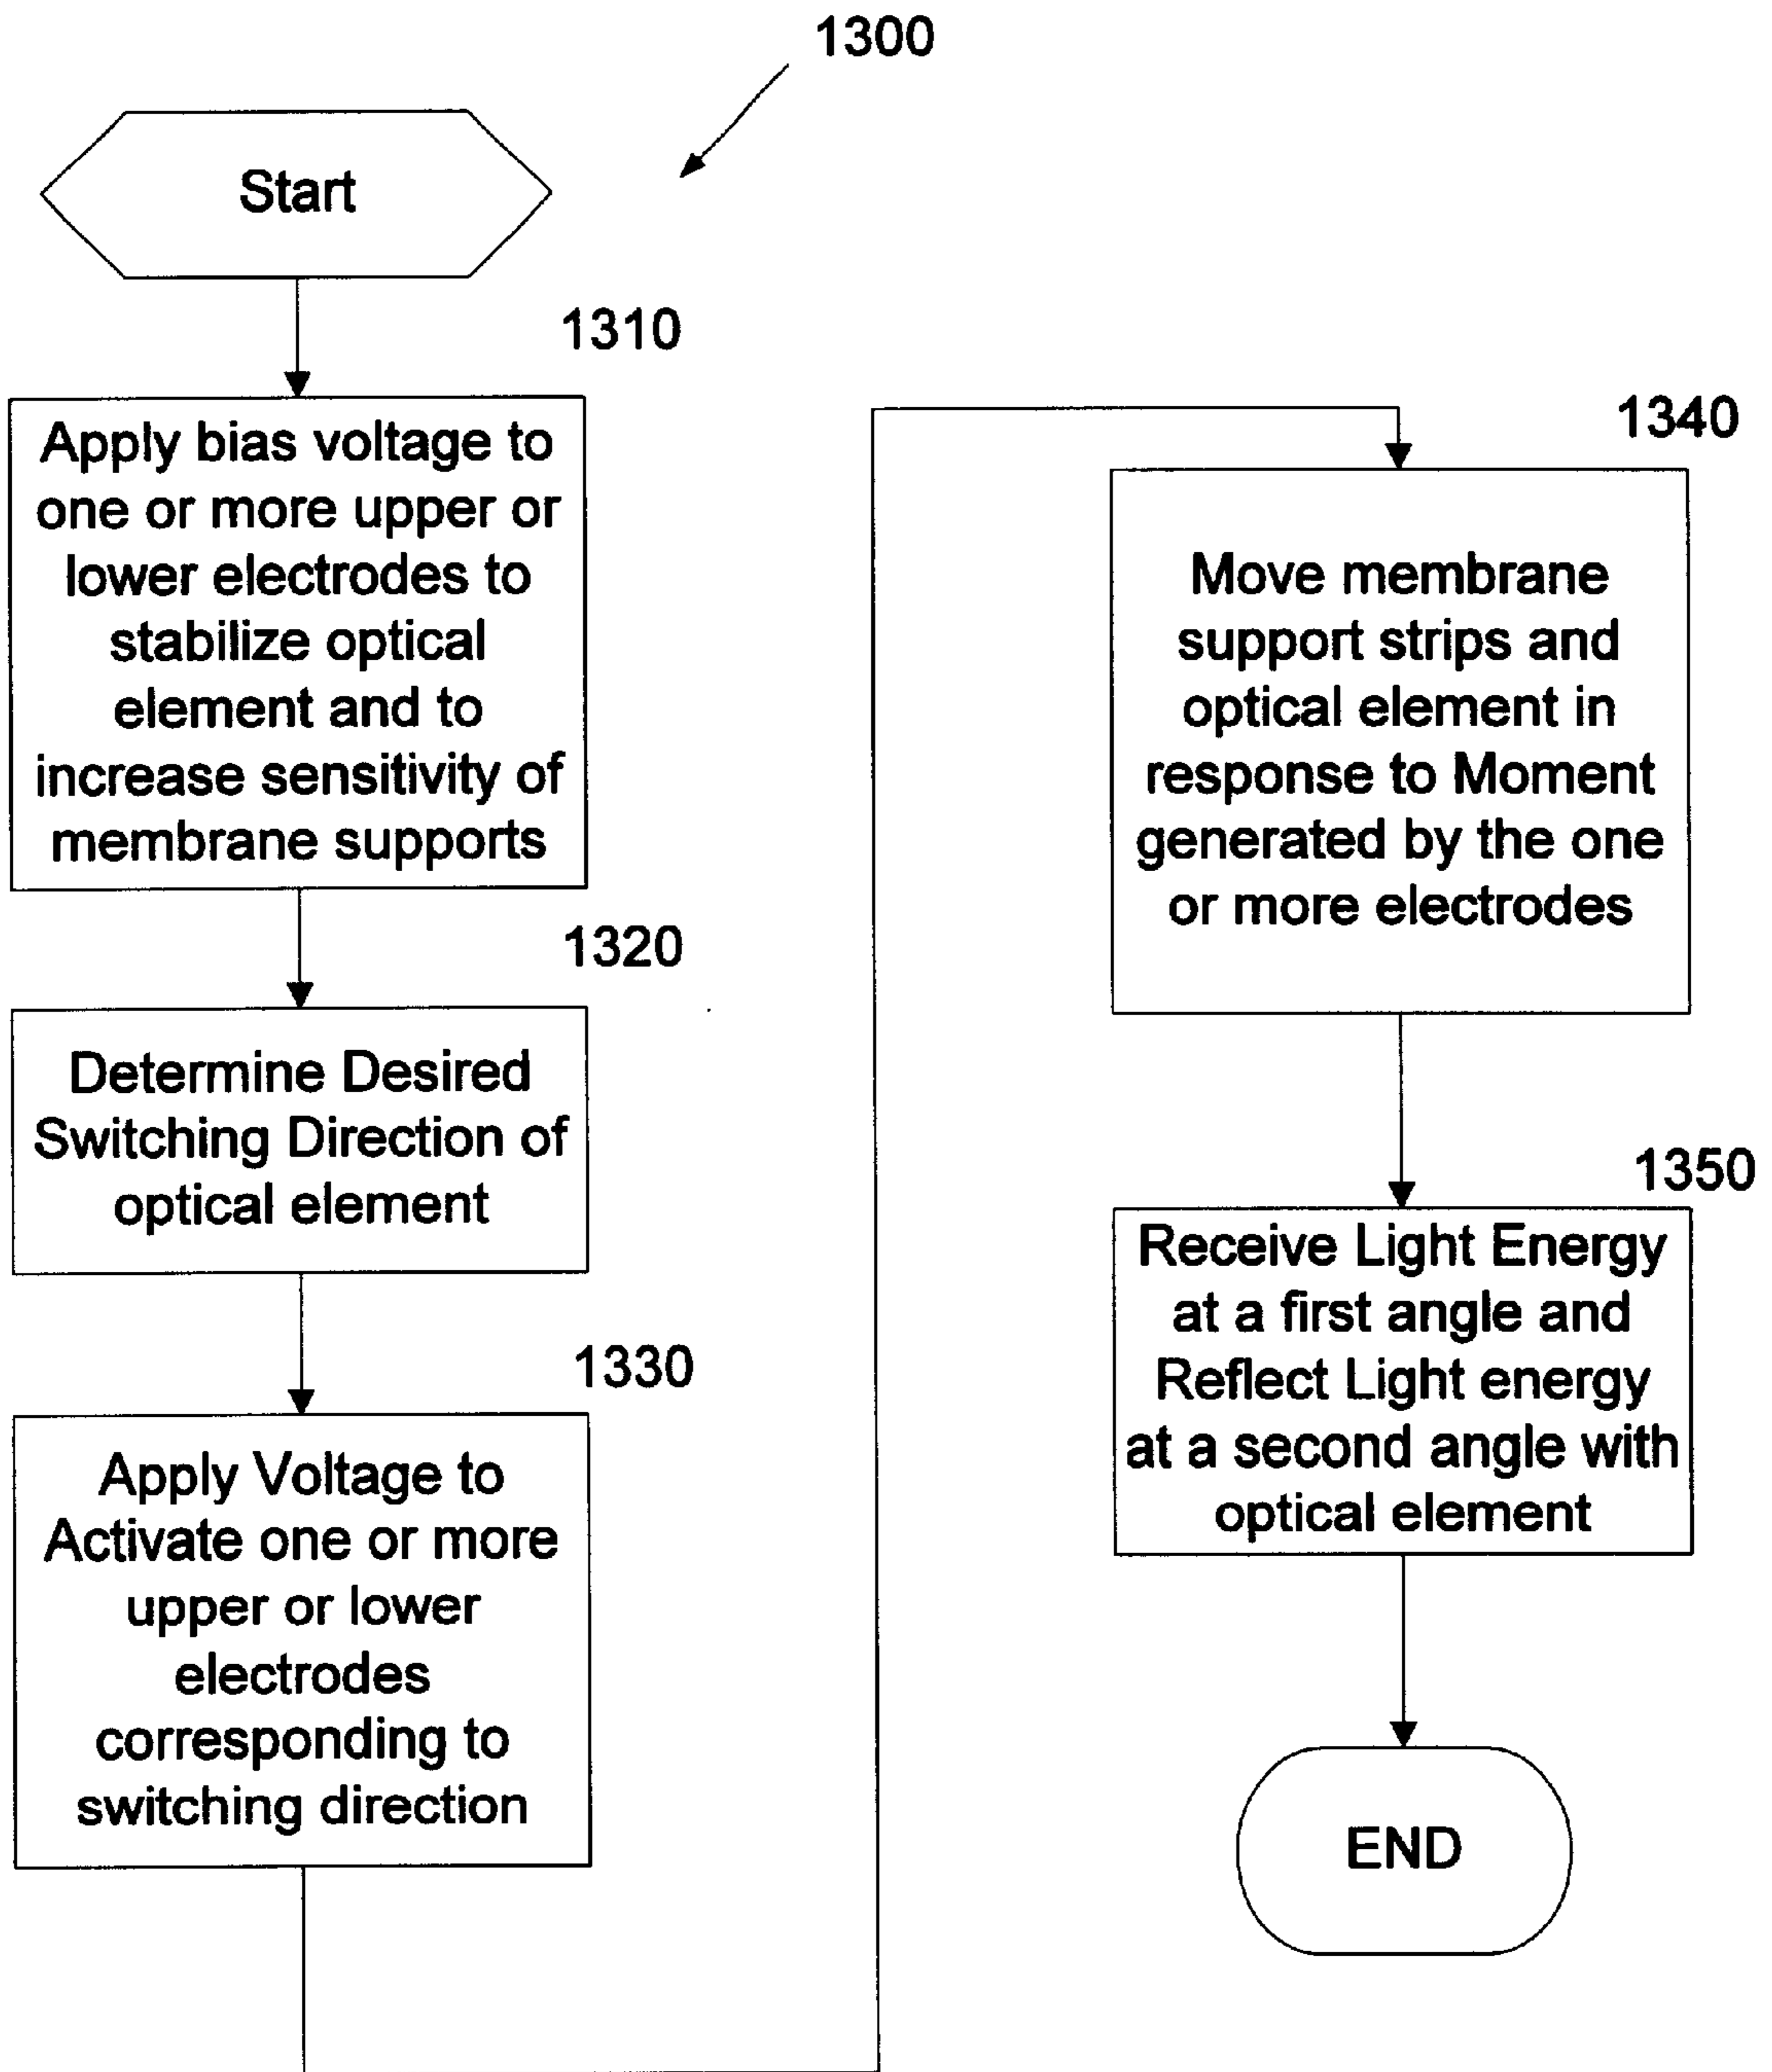 1300
Start
1310
Apply bias voltage to
one or more upper or
lower electrodes to
stabilize optical
element and to
increase sensitivity of
membrane supports
1320
Determine Desired
Switching Direction of
optical element
1330
Apply Voltage to
Activate one or more
upper or lower
electrodes
corresponding to
switching direction
1340
Move membrane
support strips and
optical element in
response to Moment
generated by the one
or more electrodes
1350
Receive Light Energy
at a first angle and
Reflect Light energy
at a second angle with
optical element
END